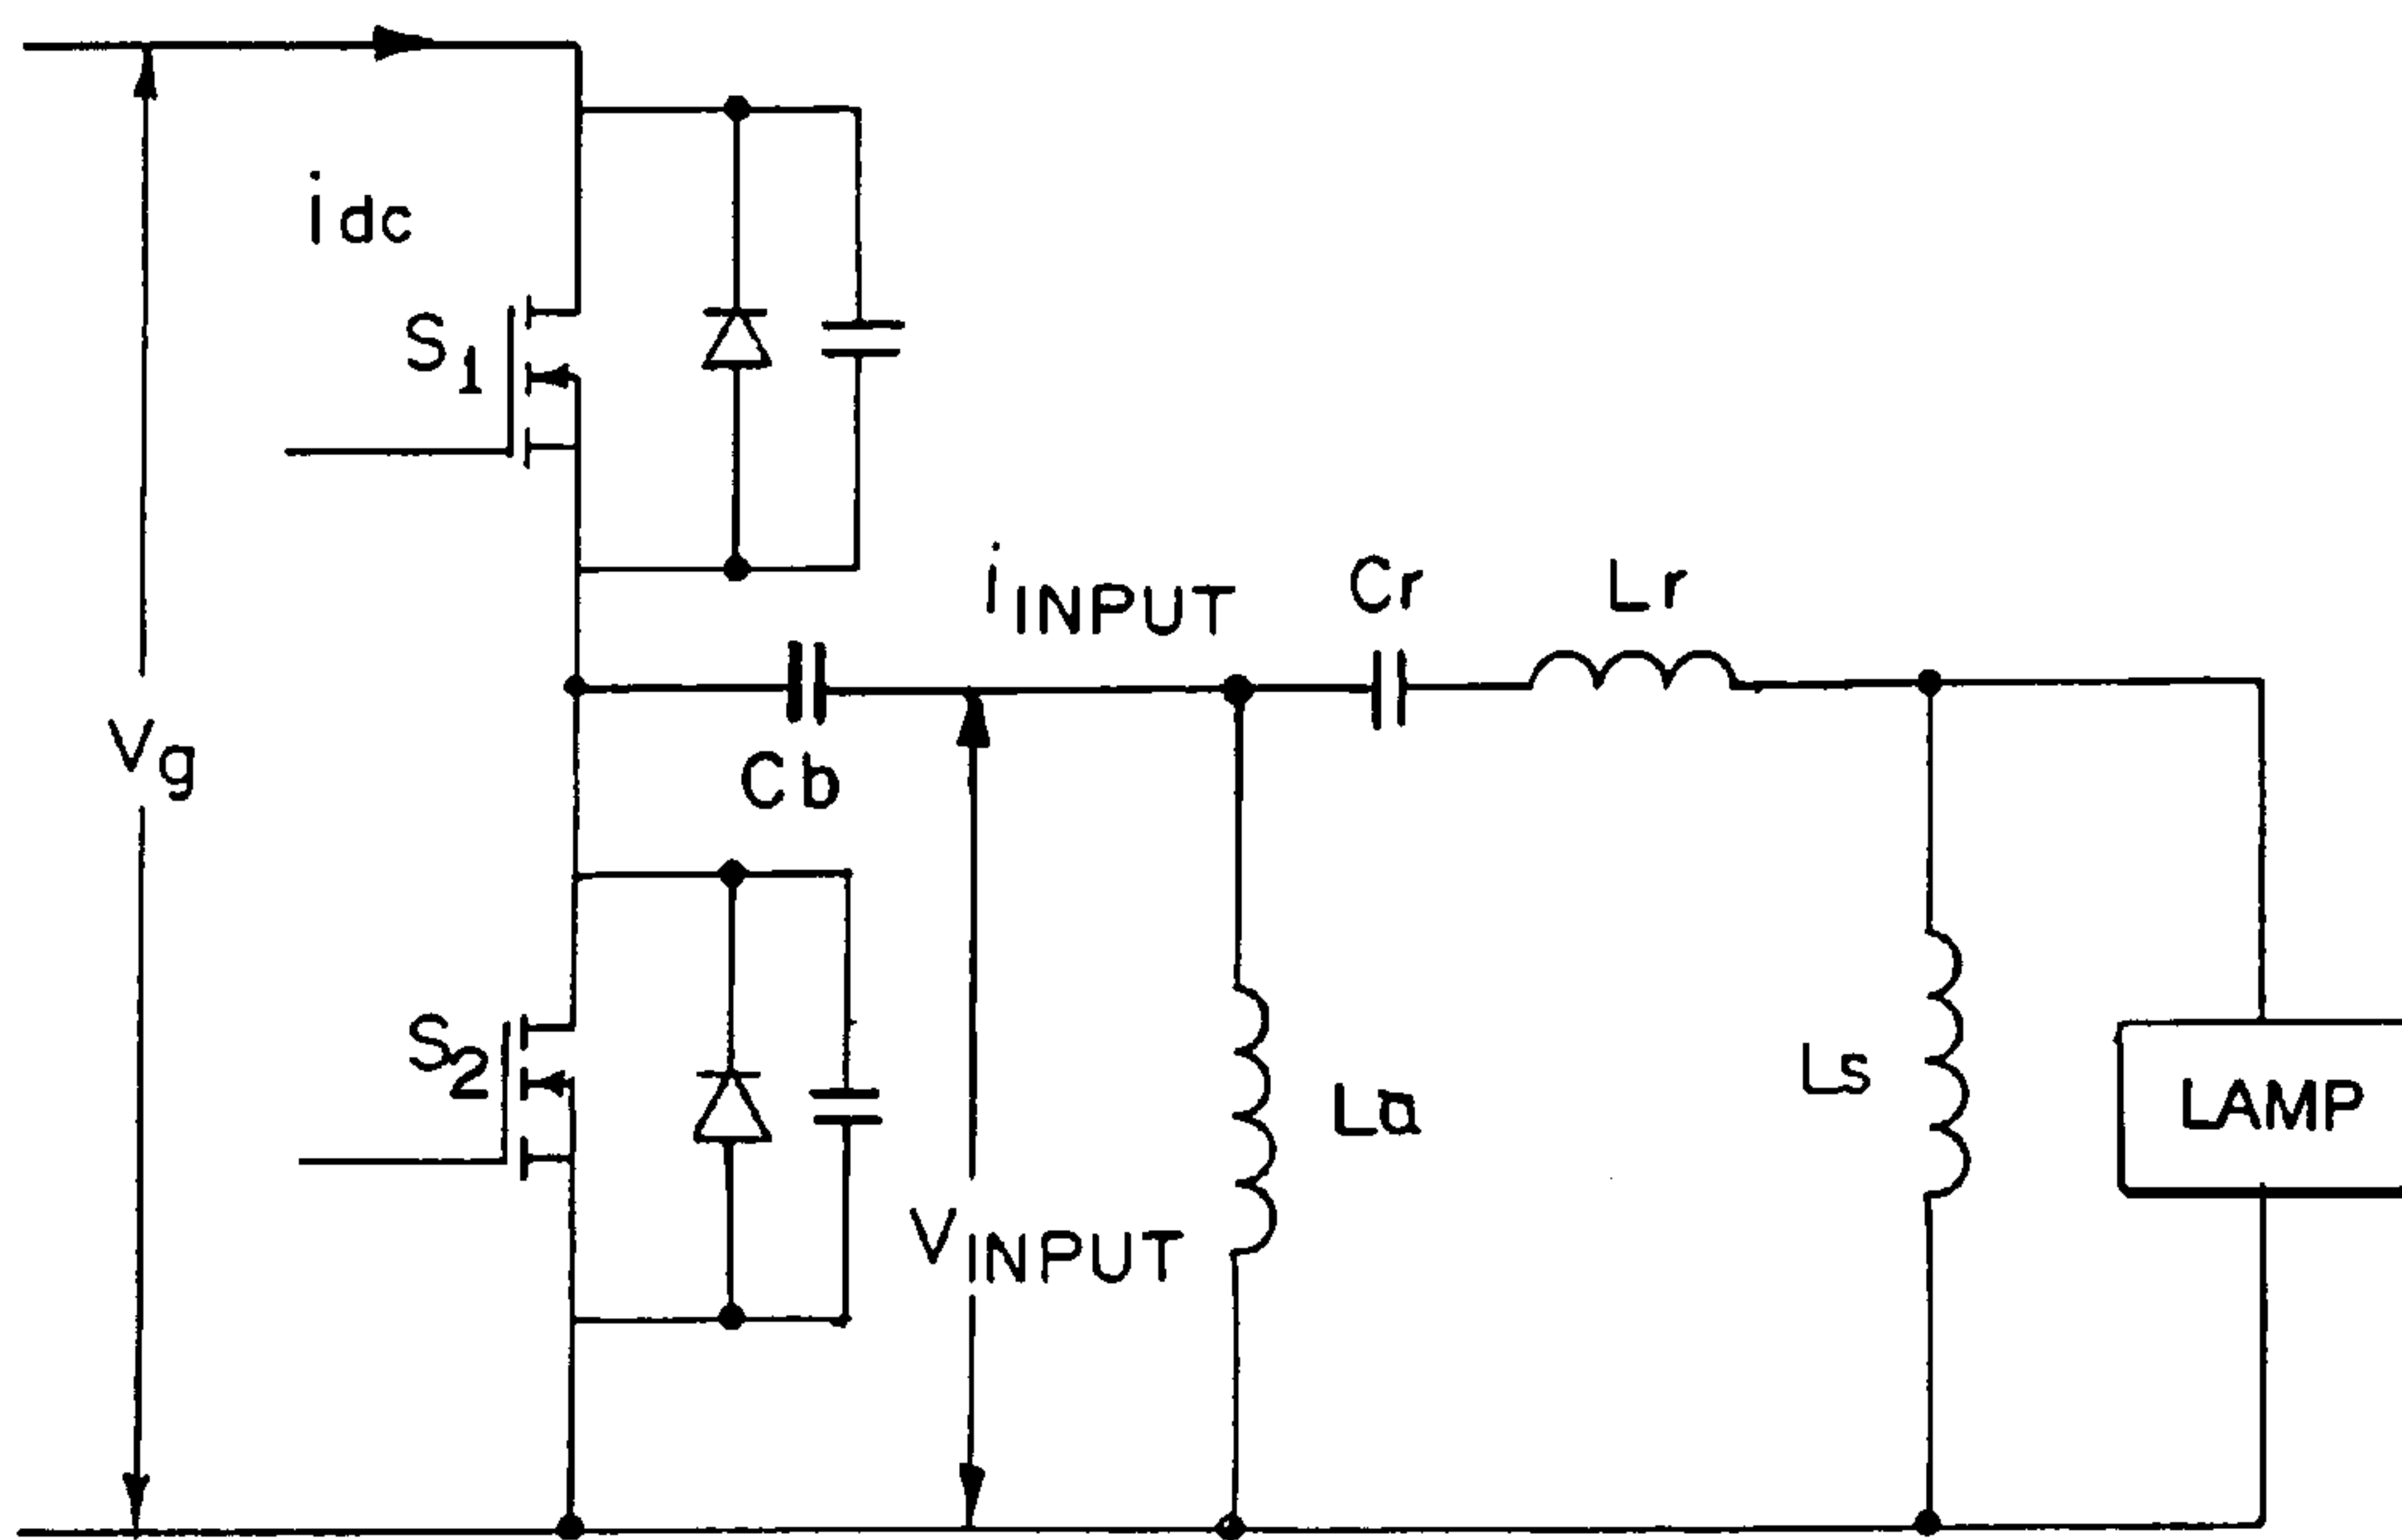 idc
S1
iINPUT
Cr
Lr
Vg
Cb
S2
La
Ls
LAMP
VINPUT